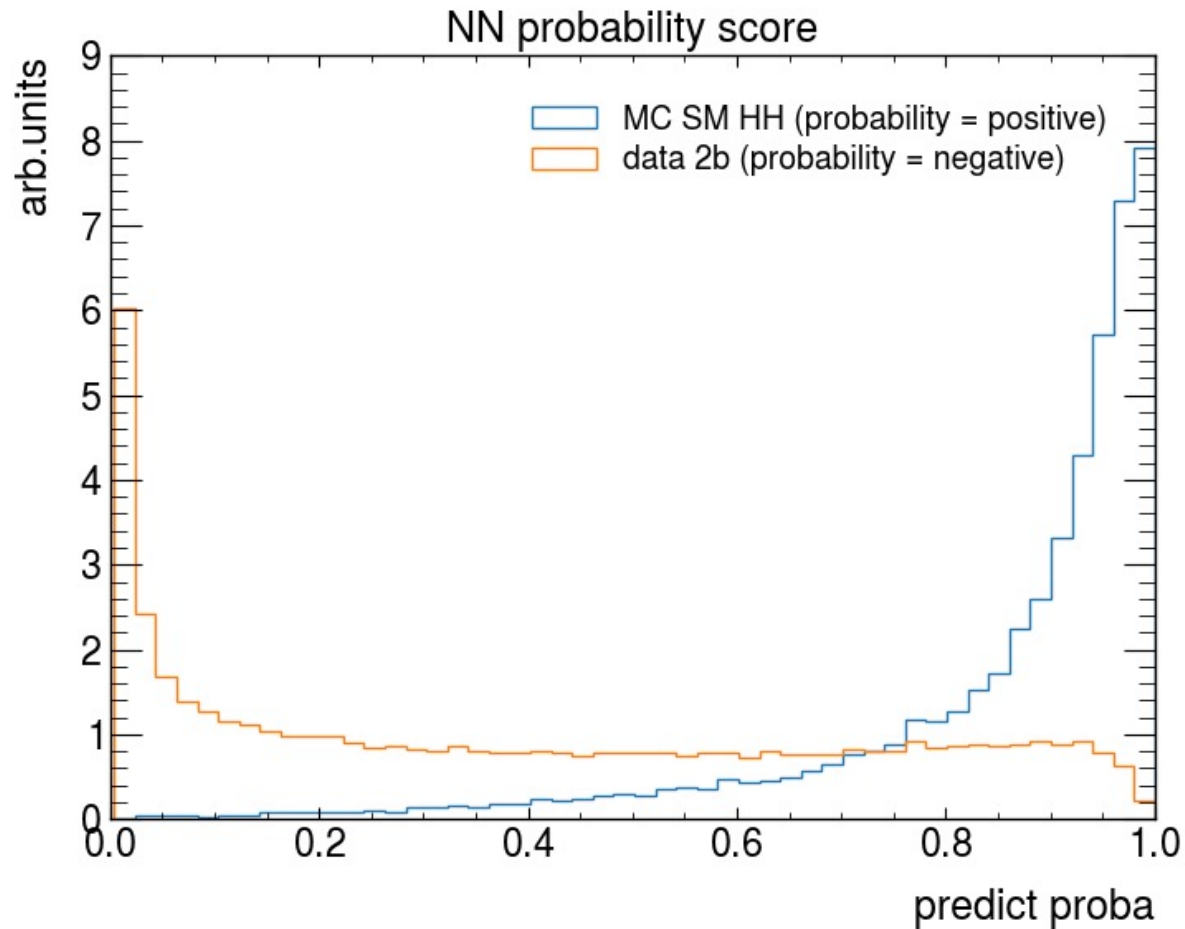 NN probability score
arb.units
MC SM HH (probability = positive)
data 2b (probability = negative)
9
8
7
6
5
4
3
2
1
0
0.0 0.2 0.4 0.6 0.8 1.0
predict proba